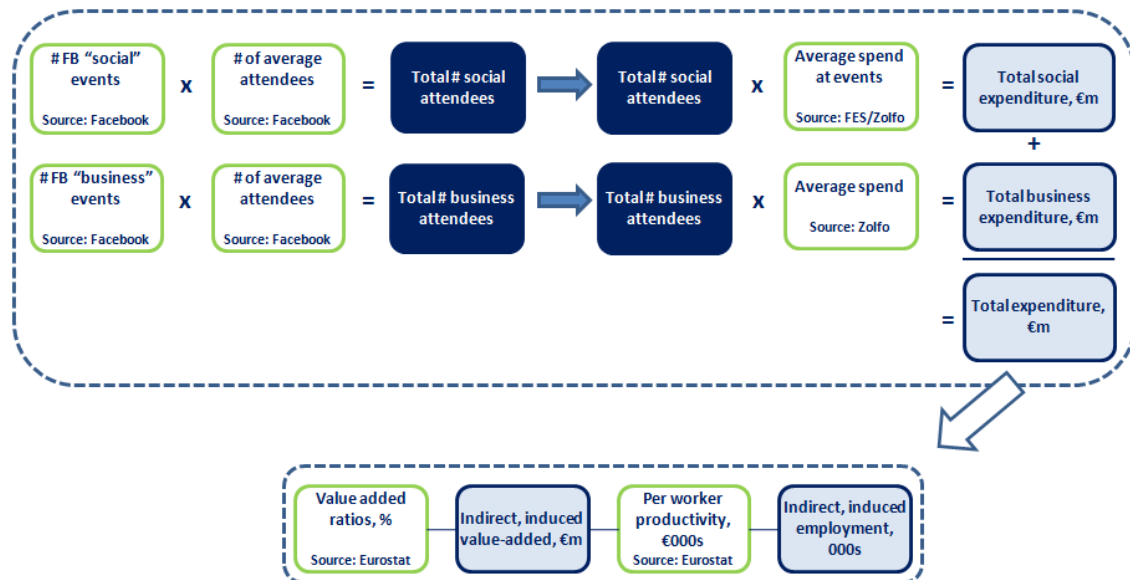 # FB “social” events
Source: Facebook
x
# of average attendees
Source: Facebook
=
Total # social attendees
Total # social attendees
x
Average spend at events
Source: FES/Zolfo
=
Total social expenditure, €m
+
# FB “business” events
Source: Facebook
x
# of average attendees
Source: Facebook
=
Total # business attendees
Total # business attendees
x
Average spend
Source: Zolfo
=
Total business expenditure, €m
=
Total expenditure, €m
Value added ratios, %
Source: Eurostat
Indirect, induced value-added, €m
Per worker productivity, €000s
Source: Eurostat
Indirect, induced employment, 000s